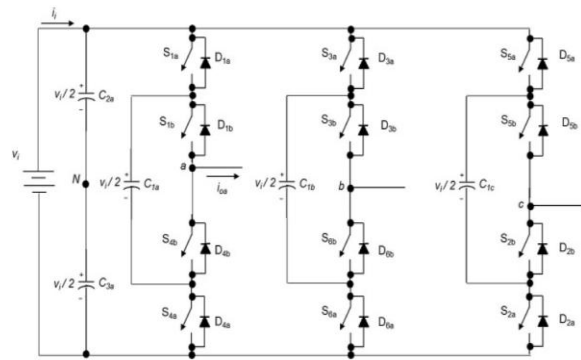 i_i
S_1a D_1a S_3a D_3a S_5a D_5a
v_i/2 C_2a
S_1b D_1b S_3b D_3b S_5b D_5b
a
v_i N v_i/2 C_1a i_oa v_i/2 C_1b b v_i/2 C_1c
c
S_4b D_4b S_6b D_6b S_2b D_2b
v_i/2 C_3a
S_4a D_4a S_6a D_6a S_2a D_2a